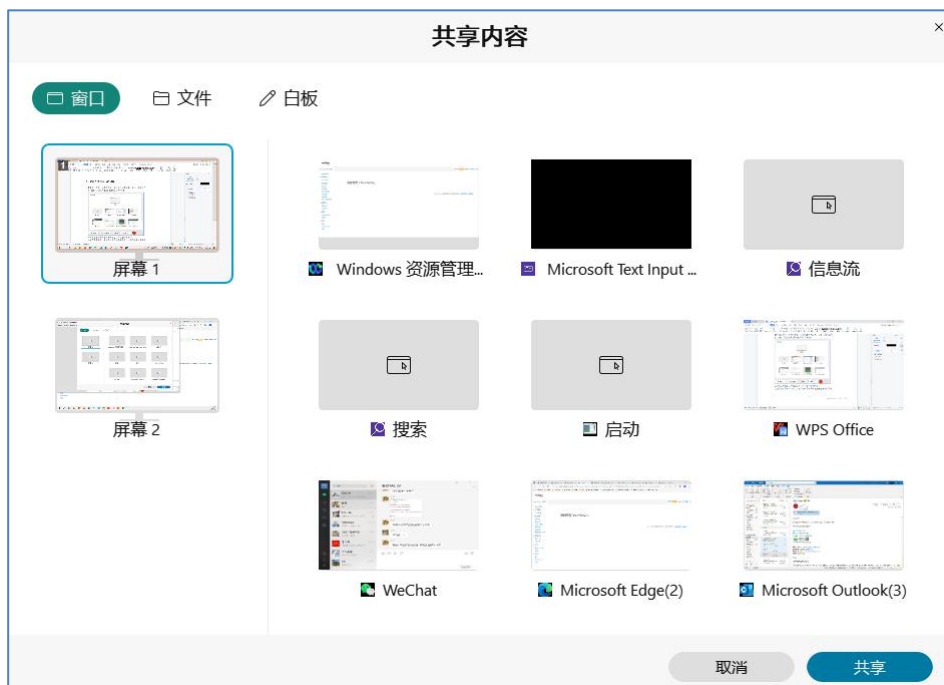 共享内容
窗口
文件
白板
屏幕 1
屏幕 2
Windows 资源管理...
Microsoft Text Input ...
信息流
搜索
启动
WPS Office
WeChat
Microsoft Edge(2)
Microsoft Outlook(3)
取消
共享